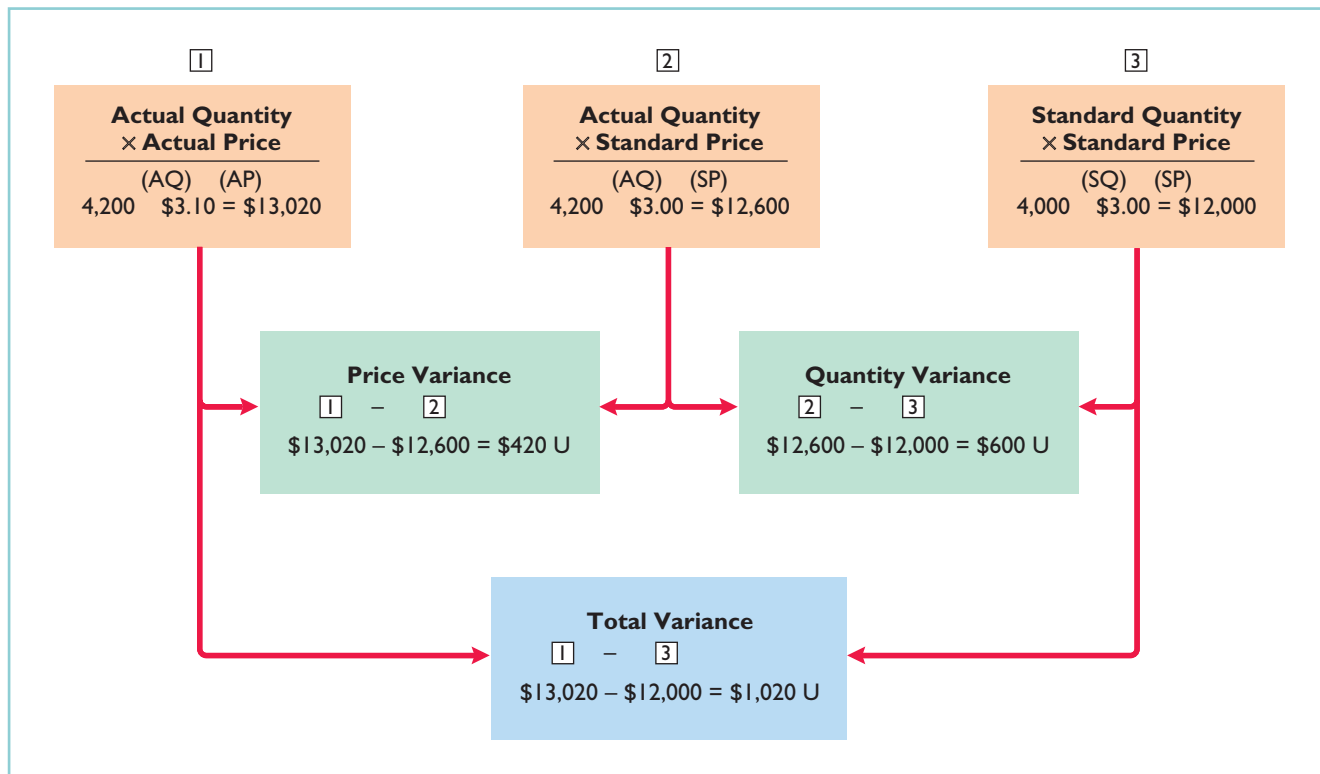 1
Actual Quantity
× Actual Price
(AQ) (AP)
4,200 $3.10 = $13,020
2
Actual Quantity
× Standard Price
(AQ) (SP)
4,200 $3.00 = $12,600
3
Standard Quantity
× Standard Price
(SQ) (SP)
4,000 $3.00 = $12,000
Price Variance
1 – 2
$13,020 – $12,600 = $420 U
Quantity Variance
2 – 3
$12,600 – $12,000 = $600 U
Total Variance
1 – 3
$13,020 – $12,000 = $1,020 U